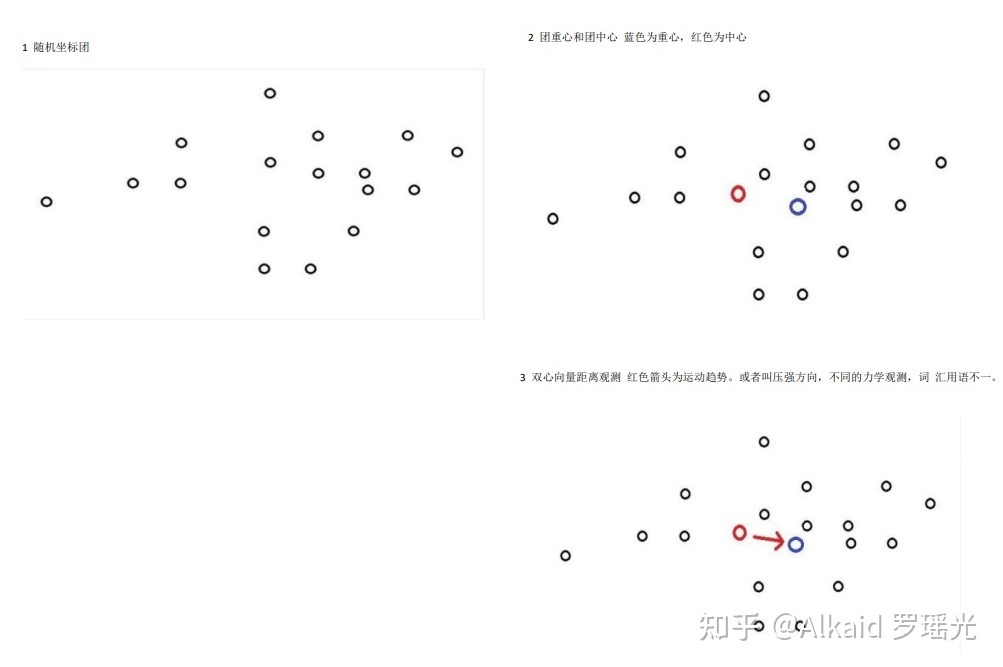 1 随机坐标团
2 团重心和团中心 蓝色为重心，红色为中心
3 双心向量距离观测 红色箭头为运动趋势。或者叫压强方向，不同的力学观测，词 汇用语不一。
知乎 @Alkaid 罗瑶光